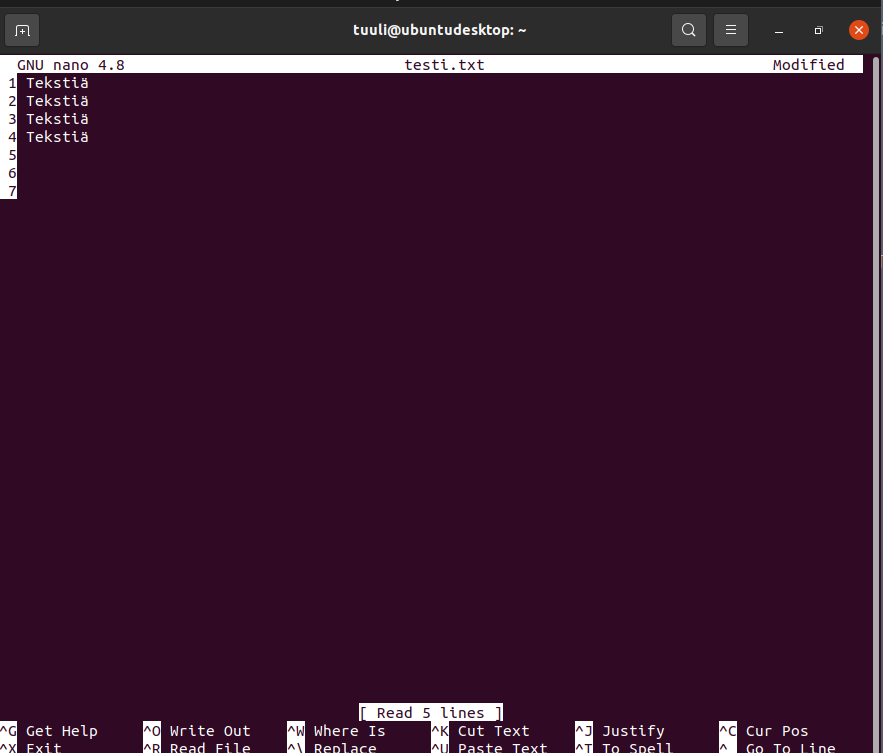 tuuli@ubuntudesktop: ~
GNU nano 4.8 testi.txt Modified
1 Tekstiä
2 Tekstiä
3 Tekstiä
4 Tekstiä
5
6
7
[ Read 5 lines ]
^G Get Help ^O Write Out ^W Where Is ^K Cut Text ^J Justify ^C Cur Pos
^X Exit ^R Read File ^\ Replace ^U Paste Text ^T To Spell ^_ Go To Line